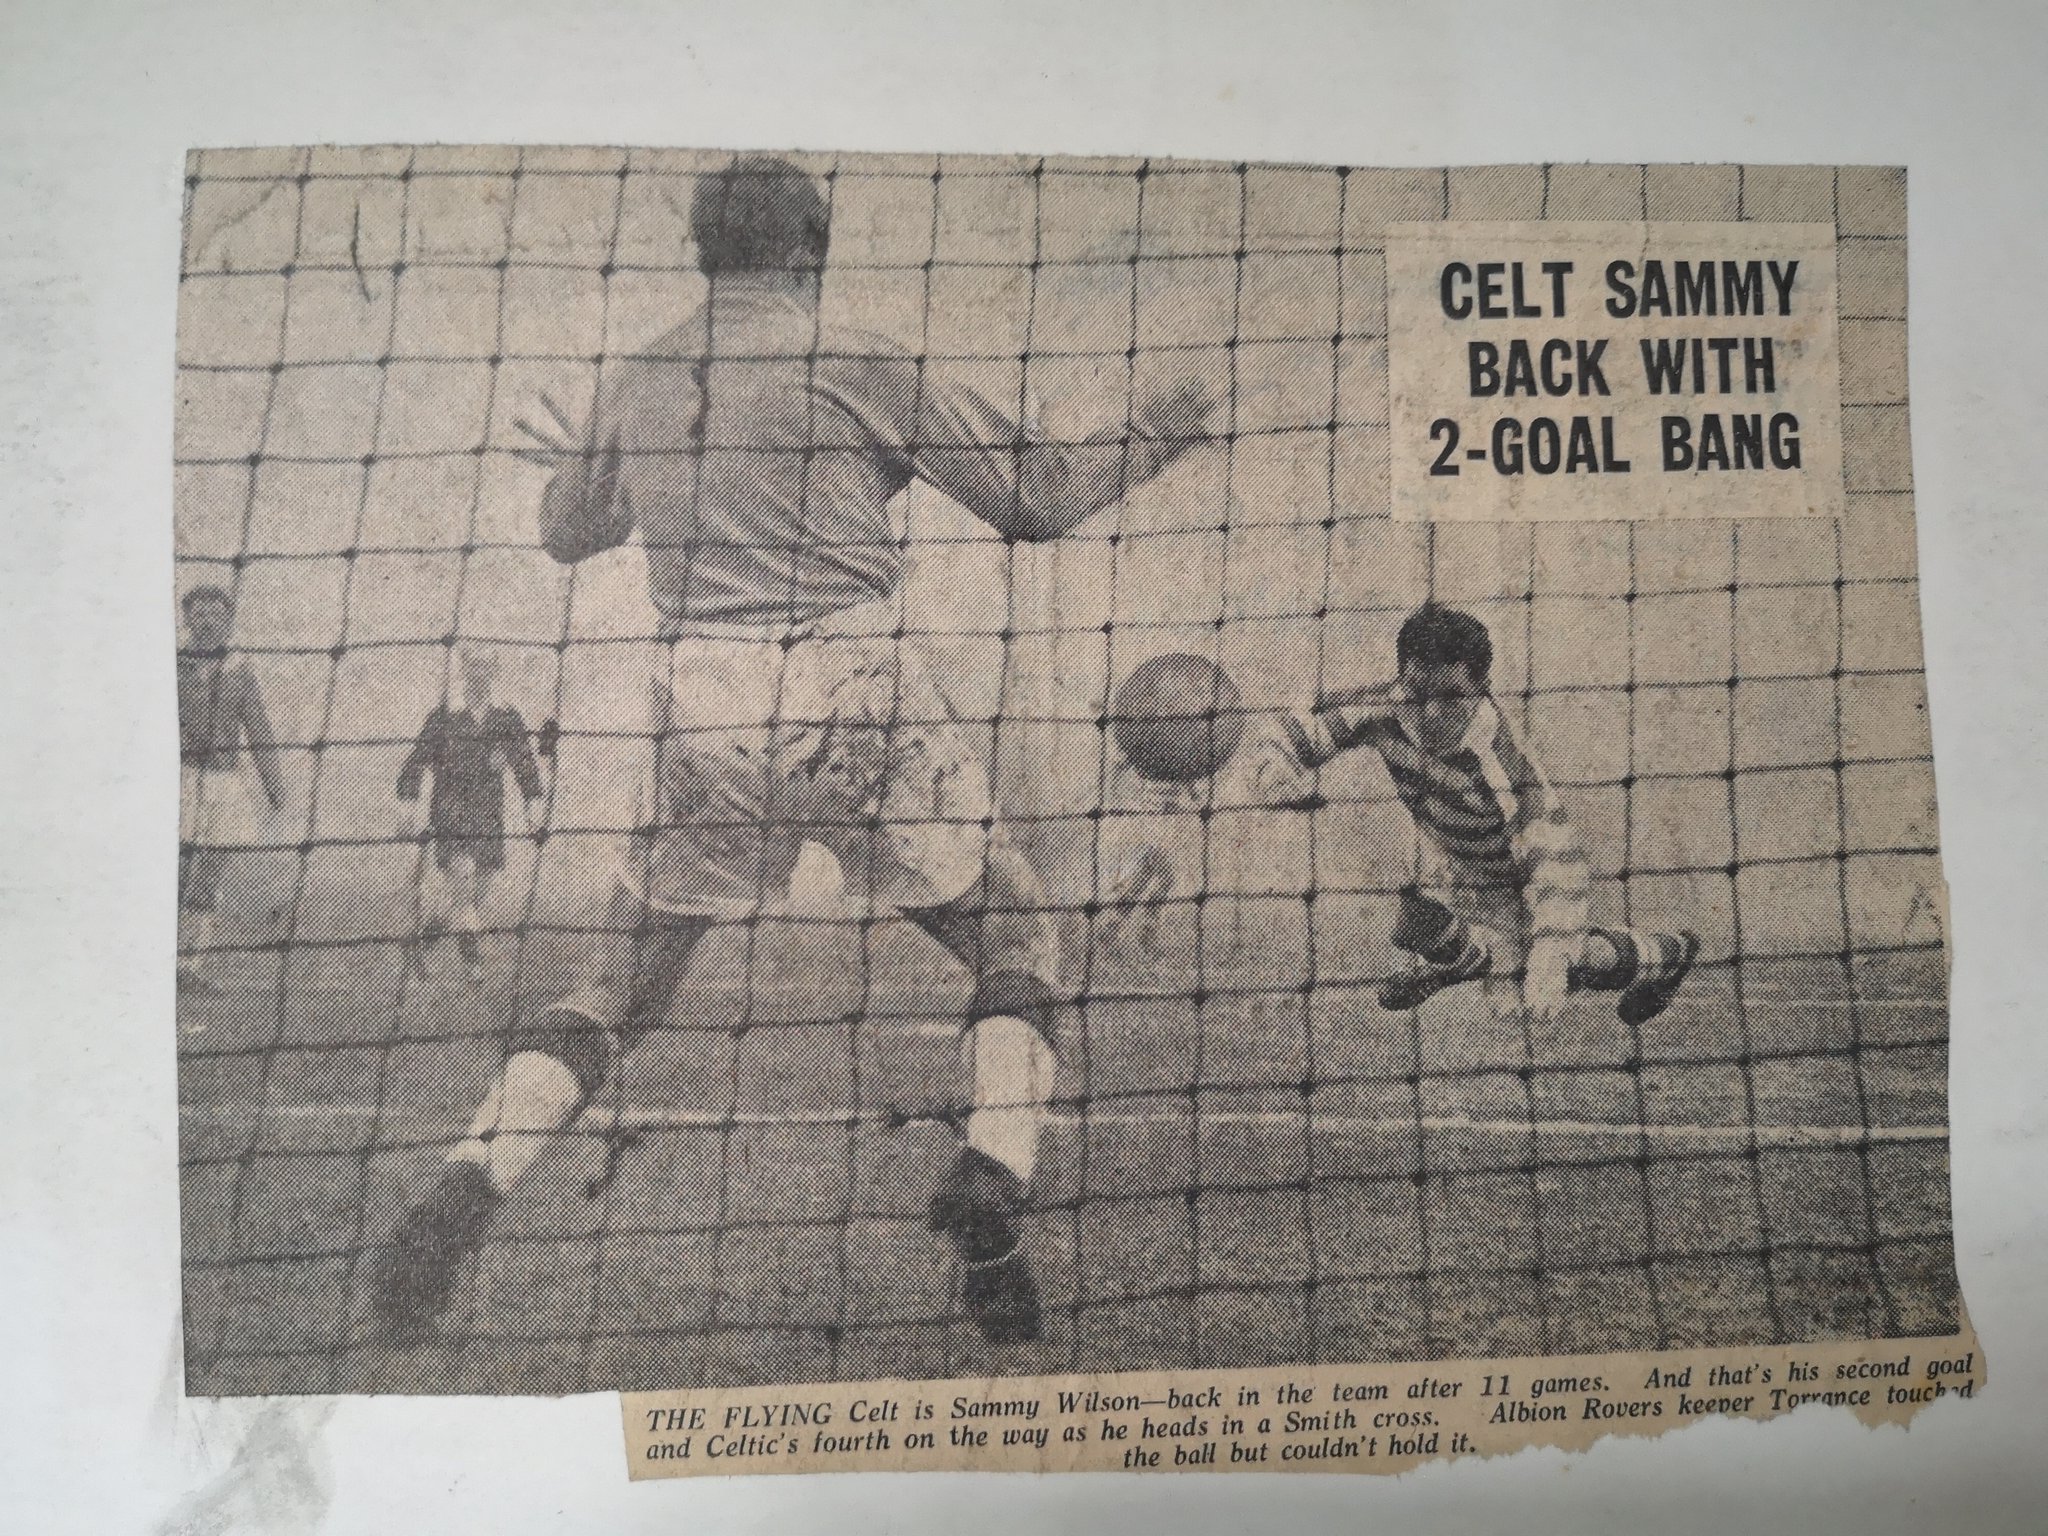 CELT SAMMY
BACK WITH
2-GOAL BANG
THE FLYING Celt is Sammy Wilson—back in the team after 11 games. And that's his second goal
and Celtic's fourth on the way as he heads in a Smith cross. Albion Rovers keeper Torrance touched
the ball but couldn't hold it.